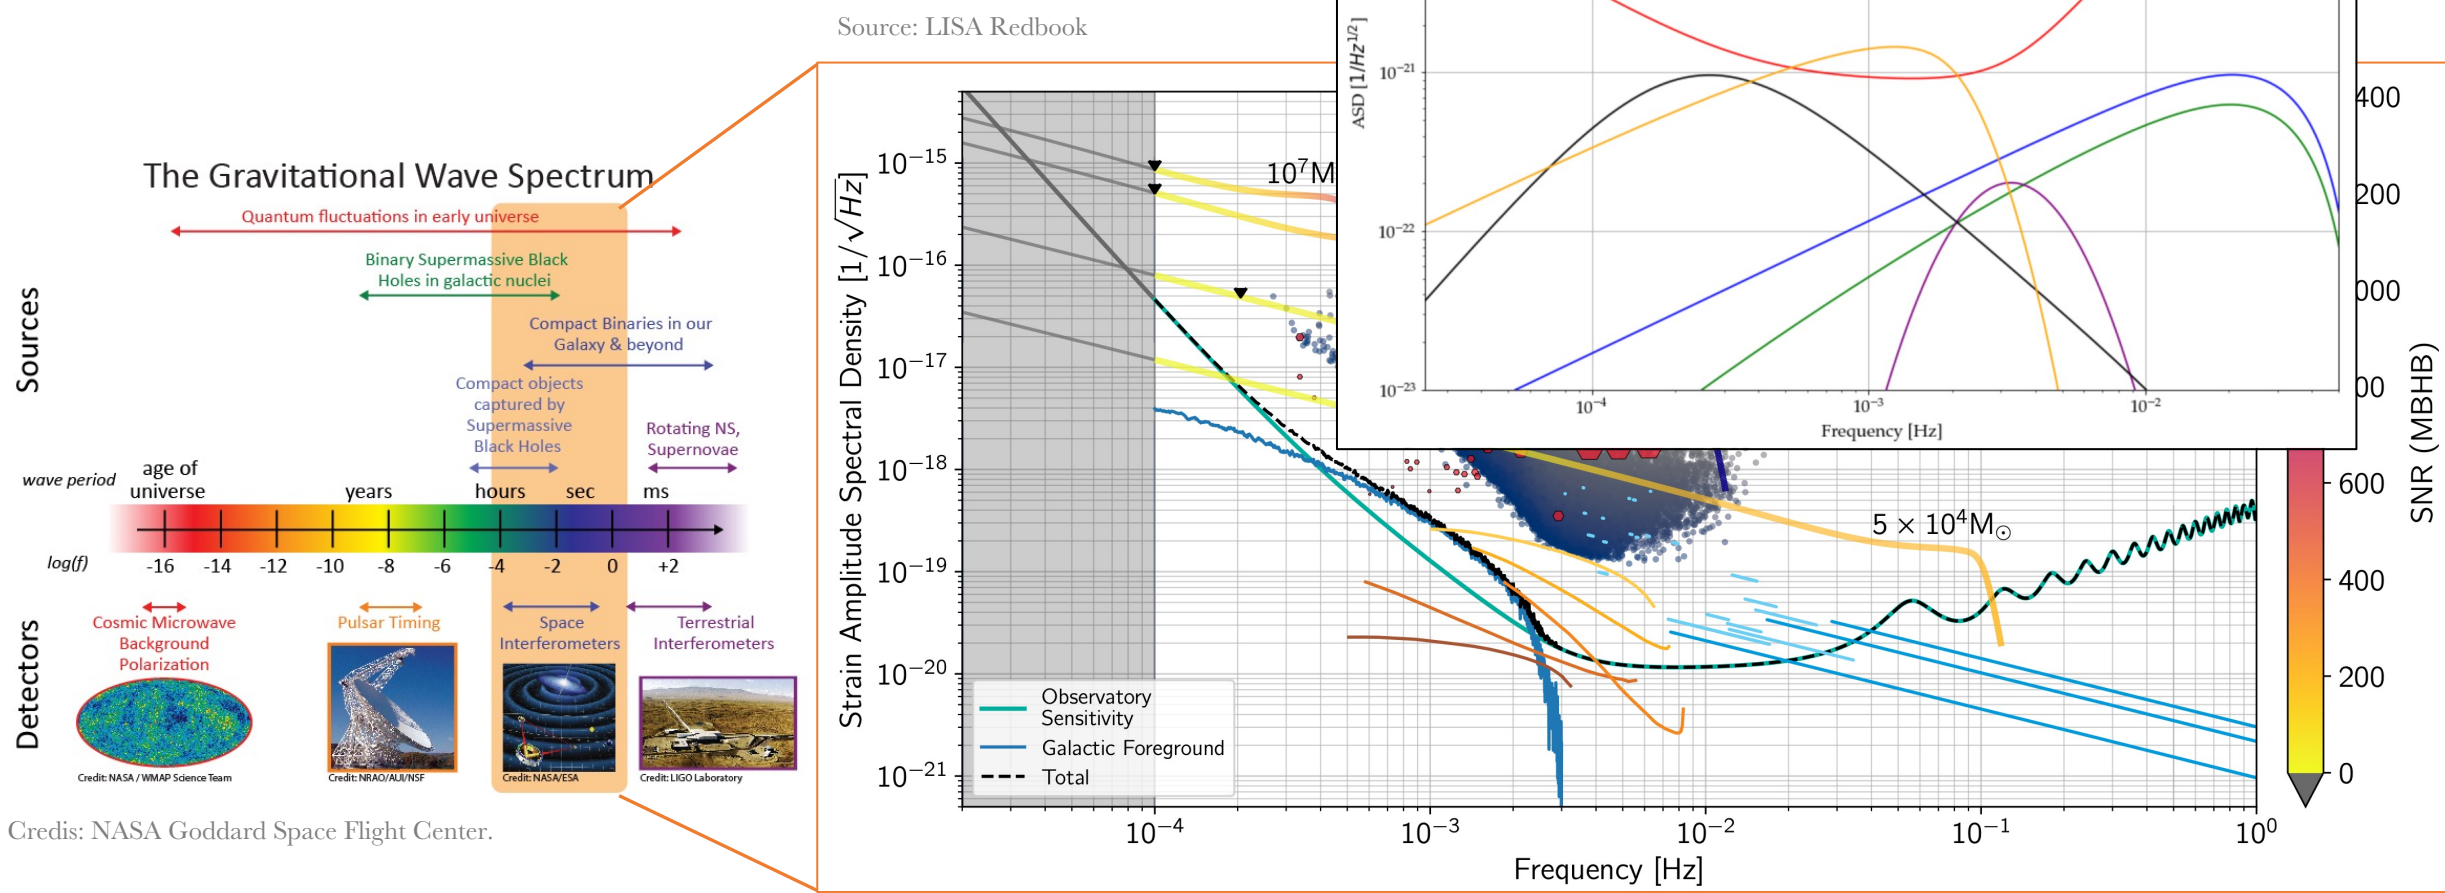 Source: LISA Redbook
The Gravitational Wave Spectrum
Sources
Quantum fluctuations in early universe
Binary Supermassive Black
Holes in galactic nuclei
Compact Binaries in our
Galaxy & beyond
Compact objects
captured by
Supermassive
Black Holes
Rotating NS,
Supernovae
wave period
age of
universe
years
hours
sec
ms
log(f)
-16
-14
-12
-10
-8
-6
-4
-2
0
+2
Detectors
Cosmic Microwave
Background
Polarization
Pulsar Timing
Space
Interferometers
Terrestrial
Interferometers
Credit: NASA / WMAP Science Team
Credit: NRAO/AUI/NSF
Credit: NASA/ESA
Credit: LIGO Laboratory
Credis: NASA Goddard Space Flight Center.
Strain Amplitude Spectral Density [1/√Hz]
10⁻¹⁵
10⁻¹⁶
10⁻¹⁷
10⁻¹⁸
10⁻¹⁹
10⁻²⁰
10⁻²¹
10⁷M
5 × 10⁴M☉
Observatory
Sensitivity
Galactic Foreground
Total
10⁻⁴
10⁻³
10⁻²
10⁻¹
10⁰
Frequency [Hz]
ASD [1/Hz^1/2]
10⁻²¹
10⁻²²
10⁻²³
10⁻⁴
10⁻³
10⁻²
Frequency [Hz]
400
200
000
00
600
400
200
0
SNR (MBHB)